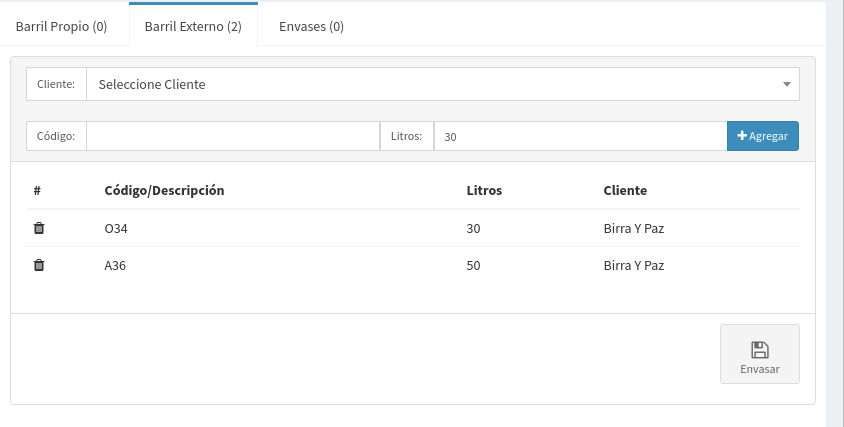 Barril Propio (0) Barril Externo (2) Envases (0)
Cliente: Seleccione Cliente
Código: Litros: 30 Agregar
# Código/Descripción Litros Cliente
O34 30 Birra Y Paz
A36 50 Birra Y Paz
Envasar